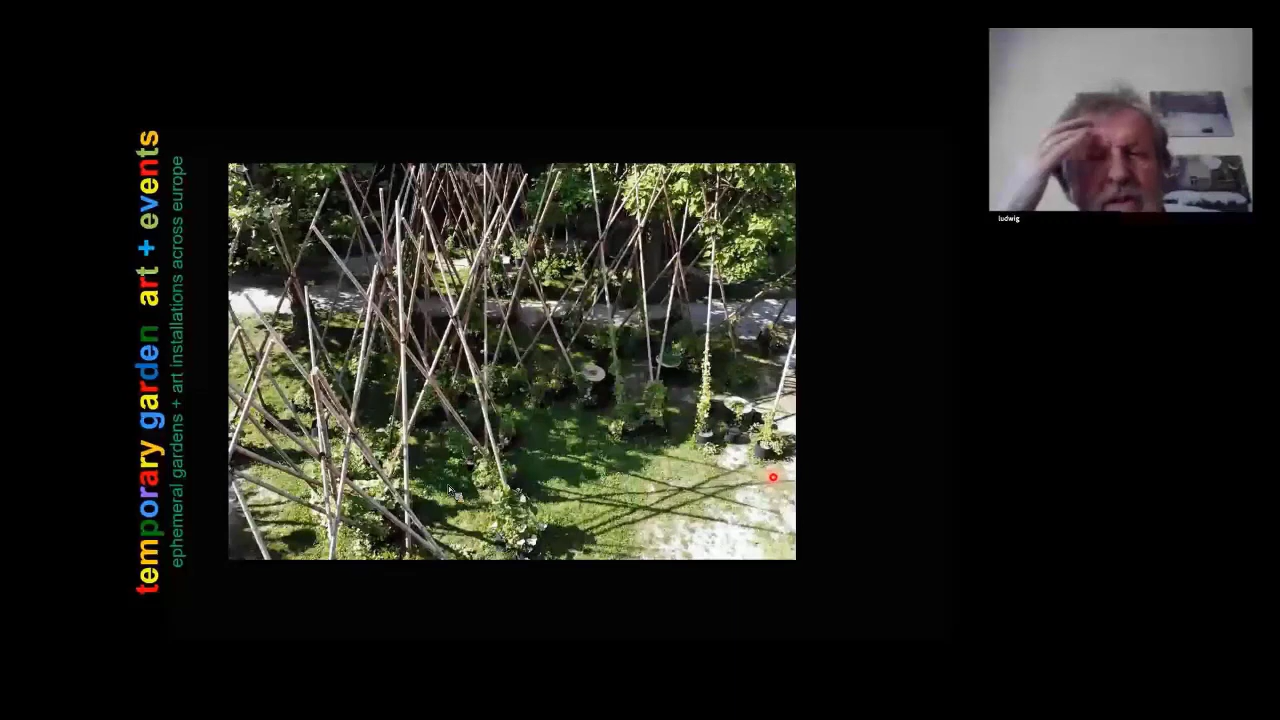 temporary garden art + events
ephemeral gardens + art installations across europe
ludwig